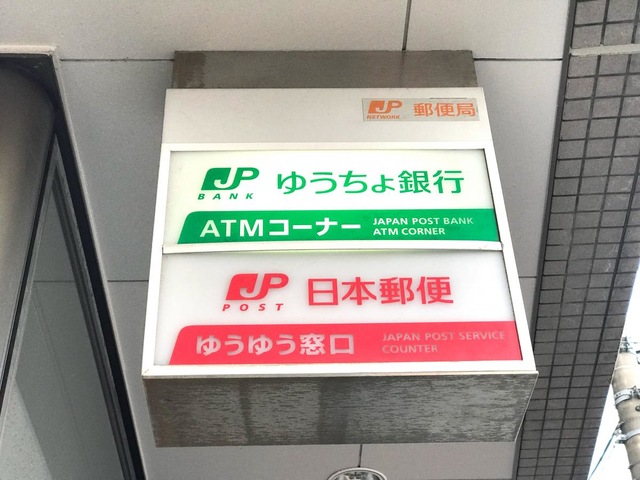 JP NETWORK 郵便局
JP BANK ゆうちょ銀行
ATMコーナー
JAPAN POST BANK
ATM CORNER
JP POST 日本郵便
ゆうゆう窓口
JAPAN POST SERVICE
COUNTER